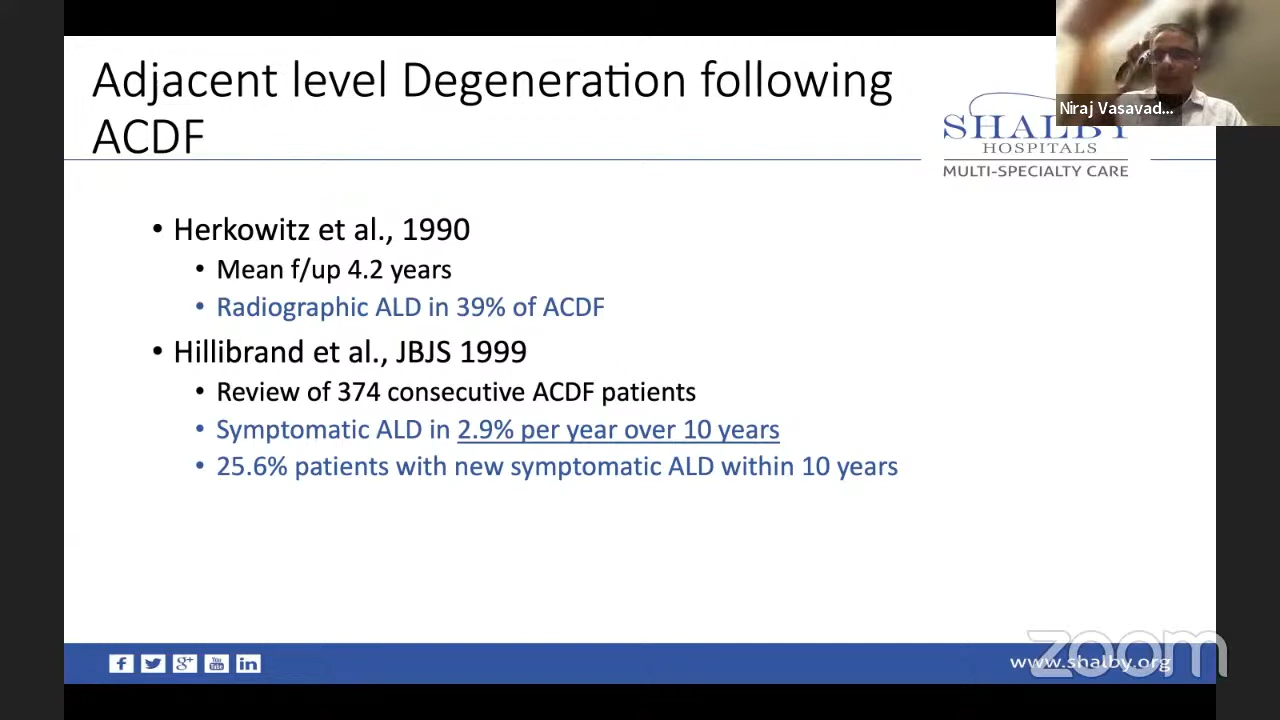 Adjacent level Degeneration following
ACDF
Niraj Vasavad...
SHALBY
HOSPITALS
MULTI-SPECIALTY CARE
• Herkowitz et al., 1990
• Mean f/up 4.2 years
• Radiographic ALD in 39% of ACDF
• Hillibrand et al., JBJS 1999
• Review of 374 consecutive ACDF patients
• Symptomatic ALD in 2.9% per year over 10 years
• 25.6% patients with new symptomatic ALD within 10 years
www.shalby.org
zoom